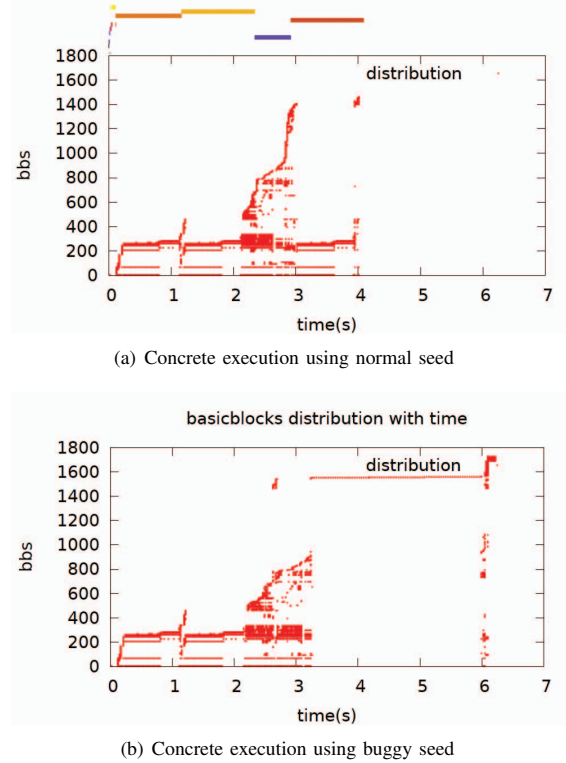 1800
distribution
1600
1400
1200
1000
800
600
400
200
0
bbs
0 1 2 3 4 5 6 7
time(s)
(a) Concrete execution using normal seed
basicblocks distribution with time
1800
distribution
1600
1400
1200
1000
800
600
400
200
0
bbs
0 1 2 3 4 5 6 7
time(s)
(b) Concrete execution using buggy seed